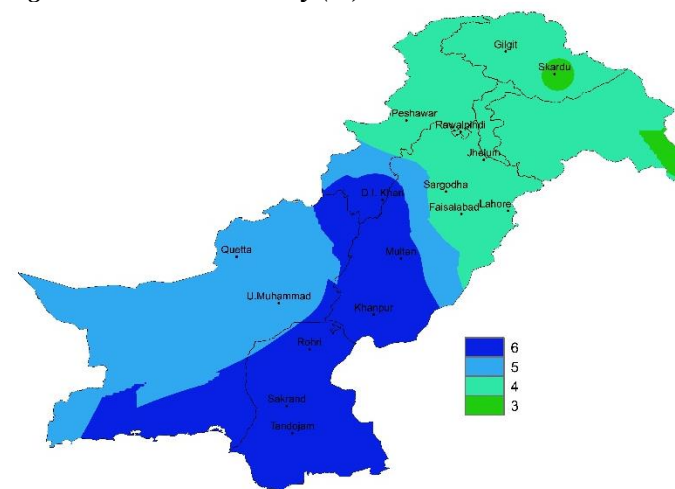 Gilgit
Skardu
Peshawar
Rawalpindi
Jhelum
Sargodha
D.I. Khan
Lahore
Faisalabad
Quetta
Multan
U.Muhammad
Khanpur
Rohri
6
5
4
3
Sakrand
Tandojam